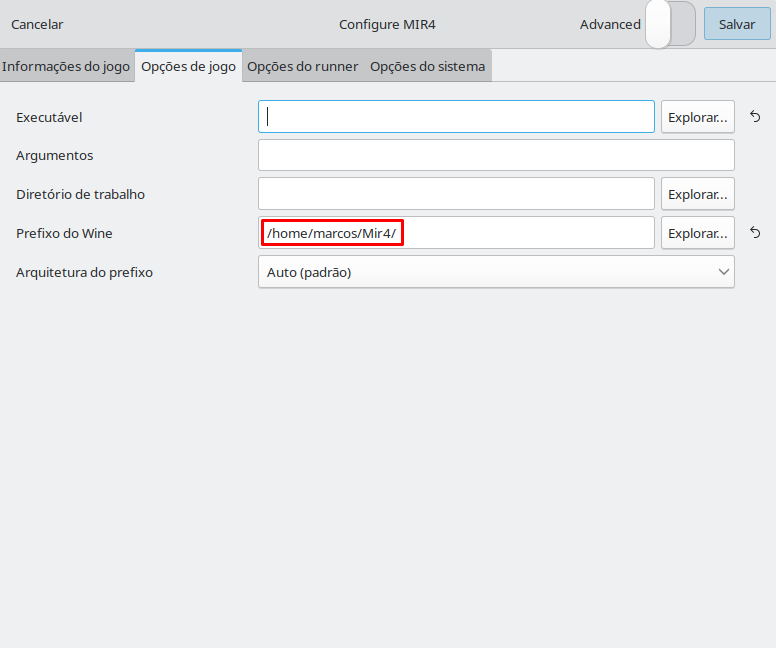 Cancelar Configure MIR4 Advanced Salvar
Informações do jogo Opções de jogo Opções do runner Opções do sistema
Executável Explorar...
Argumentos
Diretório de trabalho Explorar...
Prefixo do Wine /home/marcos/Mir4/ Explorar...
Arquitetura do prefixo Auto (padrão)